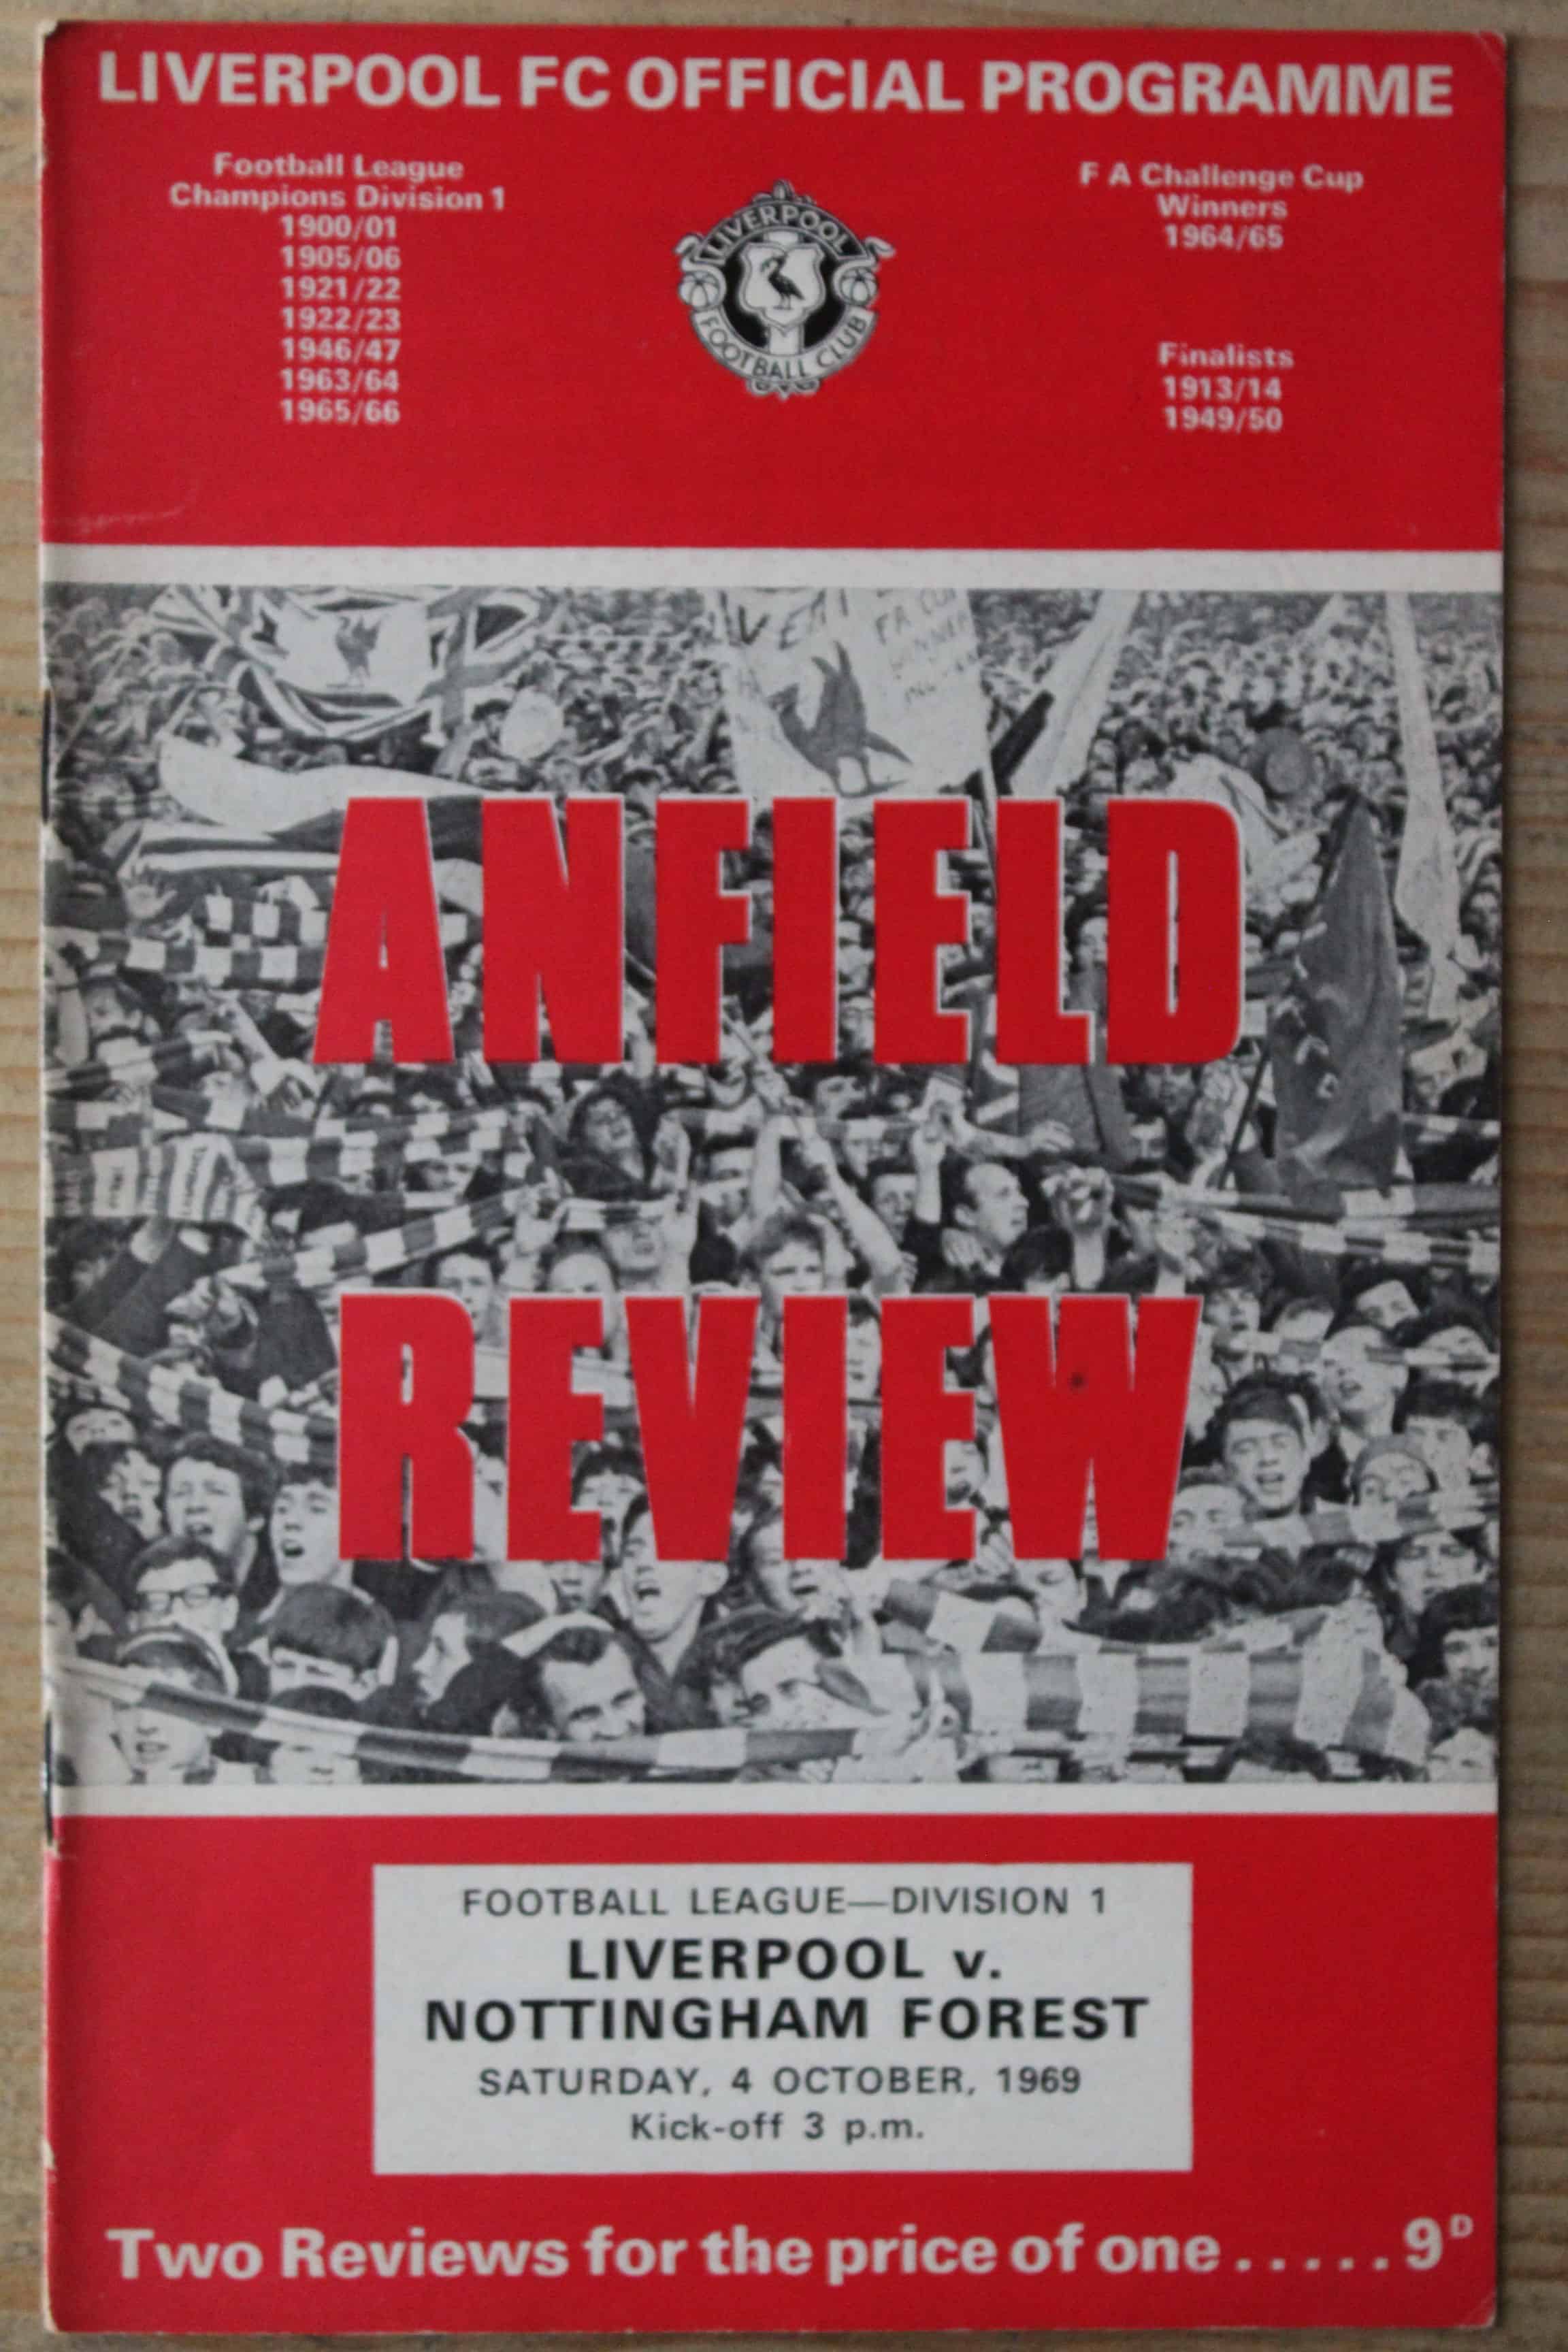 LIVERPOOL FC OFFICIAL PROGRAMME
Football League
Champions Division 1
1900/01
1905/06
1921/22
1922/23
1946/47
1963/64
1965/66
LIVERPOOL
FOOTBALL CLUB
F A Challenge Cup
Winners
1964/65
Finalists
1913/14
1949/50
ANFIELD
REVIEW
FOOTBALL LEAGUE—DIVISION 1
LIVERPOOL v.
NOTTINGHAM FOREST
SATURDAY, 4 OCTOBER, 1969
Kick-off 3 p.m.
Two Reviews for the price of one.....9D